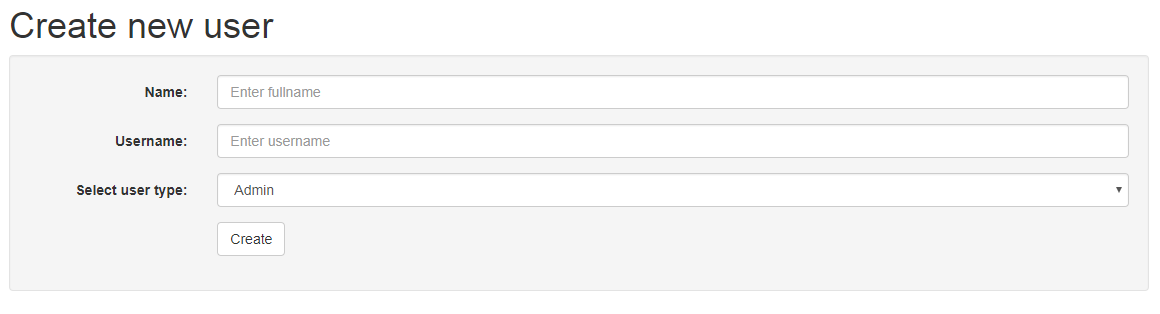 Create new user
Name: Enter fullname
Username: Enter username
Select user type: Admin
Create